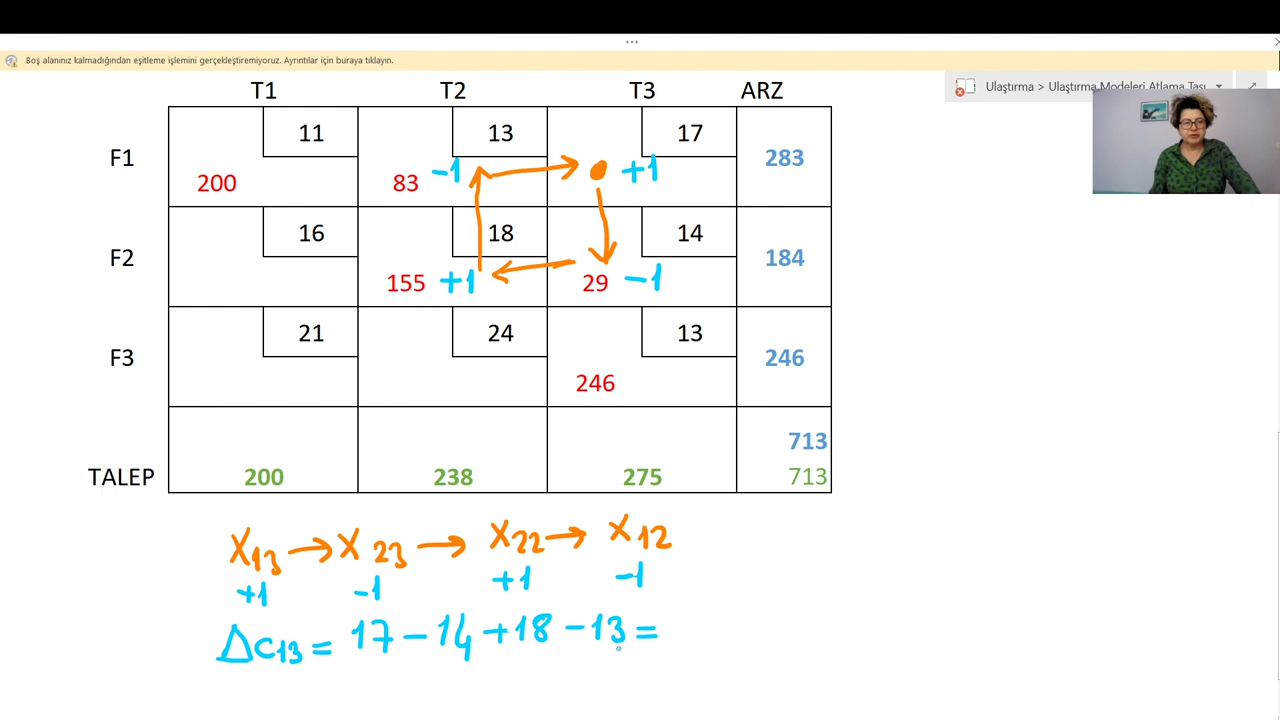 Boş alanınız kalmadığından eşitleme işlemini gerçekleştiremiyoruz. Ayrıntılar için buraya tıklayın.
Ulaştırma > Ulaştırma Modeleri Atlama Taşı
T1 T2 T3 ARZ
F1 11 13 17 283
200 83 -1 +1
F2 16 18 14 184
155 +1 29 -1
F3 21 24 13 246
246
713
TALEP 200 238 275 713
X13 → X23 → X22 → X12
+1 -1 +1 -1
ΔC13 = 17 - 14 + 18 - 13 =